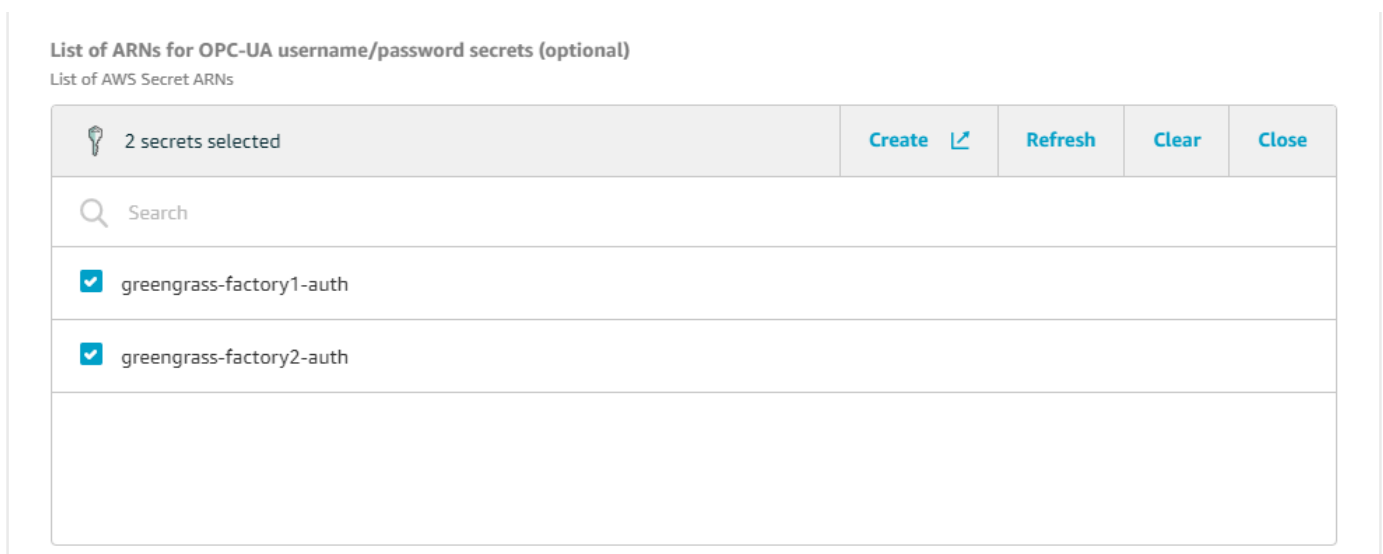 List of ARNs for OPC-UA username/password secrets (optional)
List of AWS Secret ARNs
2 secrets selected Create Refresh Clear Close
Search
greengrass-factory1-auth
greengrass-factory2-auth